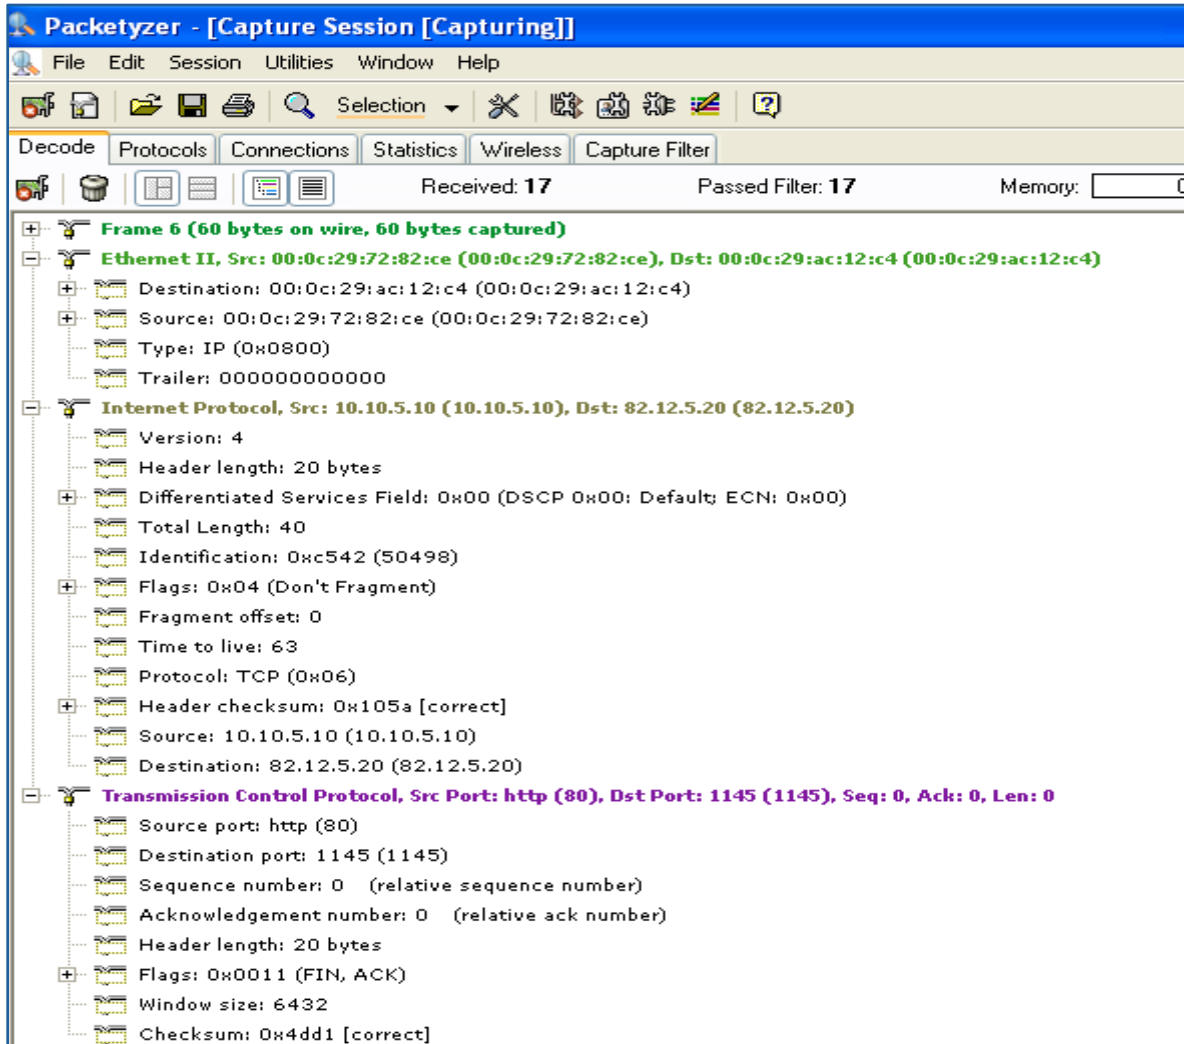 Packetyzer - [Capture Session [Capturing]]
File Edit Session Utilities Window Help
Selection
Decode Protocols Connections Statistics Wireless Capture Filter
Received: 17 Passed Filter: 17 Memory: 0
Frame 6 (60 bytes on wire, 60 bytes captured)
Ethernet II, Src: 00:0c:29:72:82:ce (00:0c:29:72:82:ce), Dst: 00:0c:29:ac:12:c4 (00:0c:29:ac:12:c4)
Destination: 00:0c:29:ac:12:c4 (00:0c:29:ac:12:c4)
Source: 00:0c:29:72:82:ce (00:0c:29:72:82:ce)
Type: IP (0x0800)
Trailer: 000000000000
Internet Protocol, Src: 10.10.5.10 (10.10.5.10), Dst: 82.12.5.20 (82.12.5.20)
Version: 4
Header length: 20 bytes
Differentiated Services Field: 0x00 (DSCP 0x00: Default; ECN: 0x00)
Total Length: 40
Identification: 0xc542 (50498)
Flags: 0x04 (Don't Fragment)
Fragment offset: 0
Time to live: 63
Protocol: TCP (0x06)
Header checksum: 0x105a [correct]
Source: 10.10.5.10 (10.10.5.10)
Destination: 82.12.5.20 (82.12.5.20)
Transmission Control Protocol, Src Port: http (80), Dst Port: 1145 (1145), Seq: 0, Ack: 0, Len: 0
Source port: http (80)
Destination port: 1145 (1145)
Sequence number: 0 (relative sequence number)
Acknowledgement number: 0 (relative ack number)
Header length: 20 bytes
Flags: 0x0011 (FIN, ACK)
Window size: 6432
Checksum: 0x4dd1 [correct]